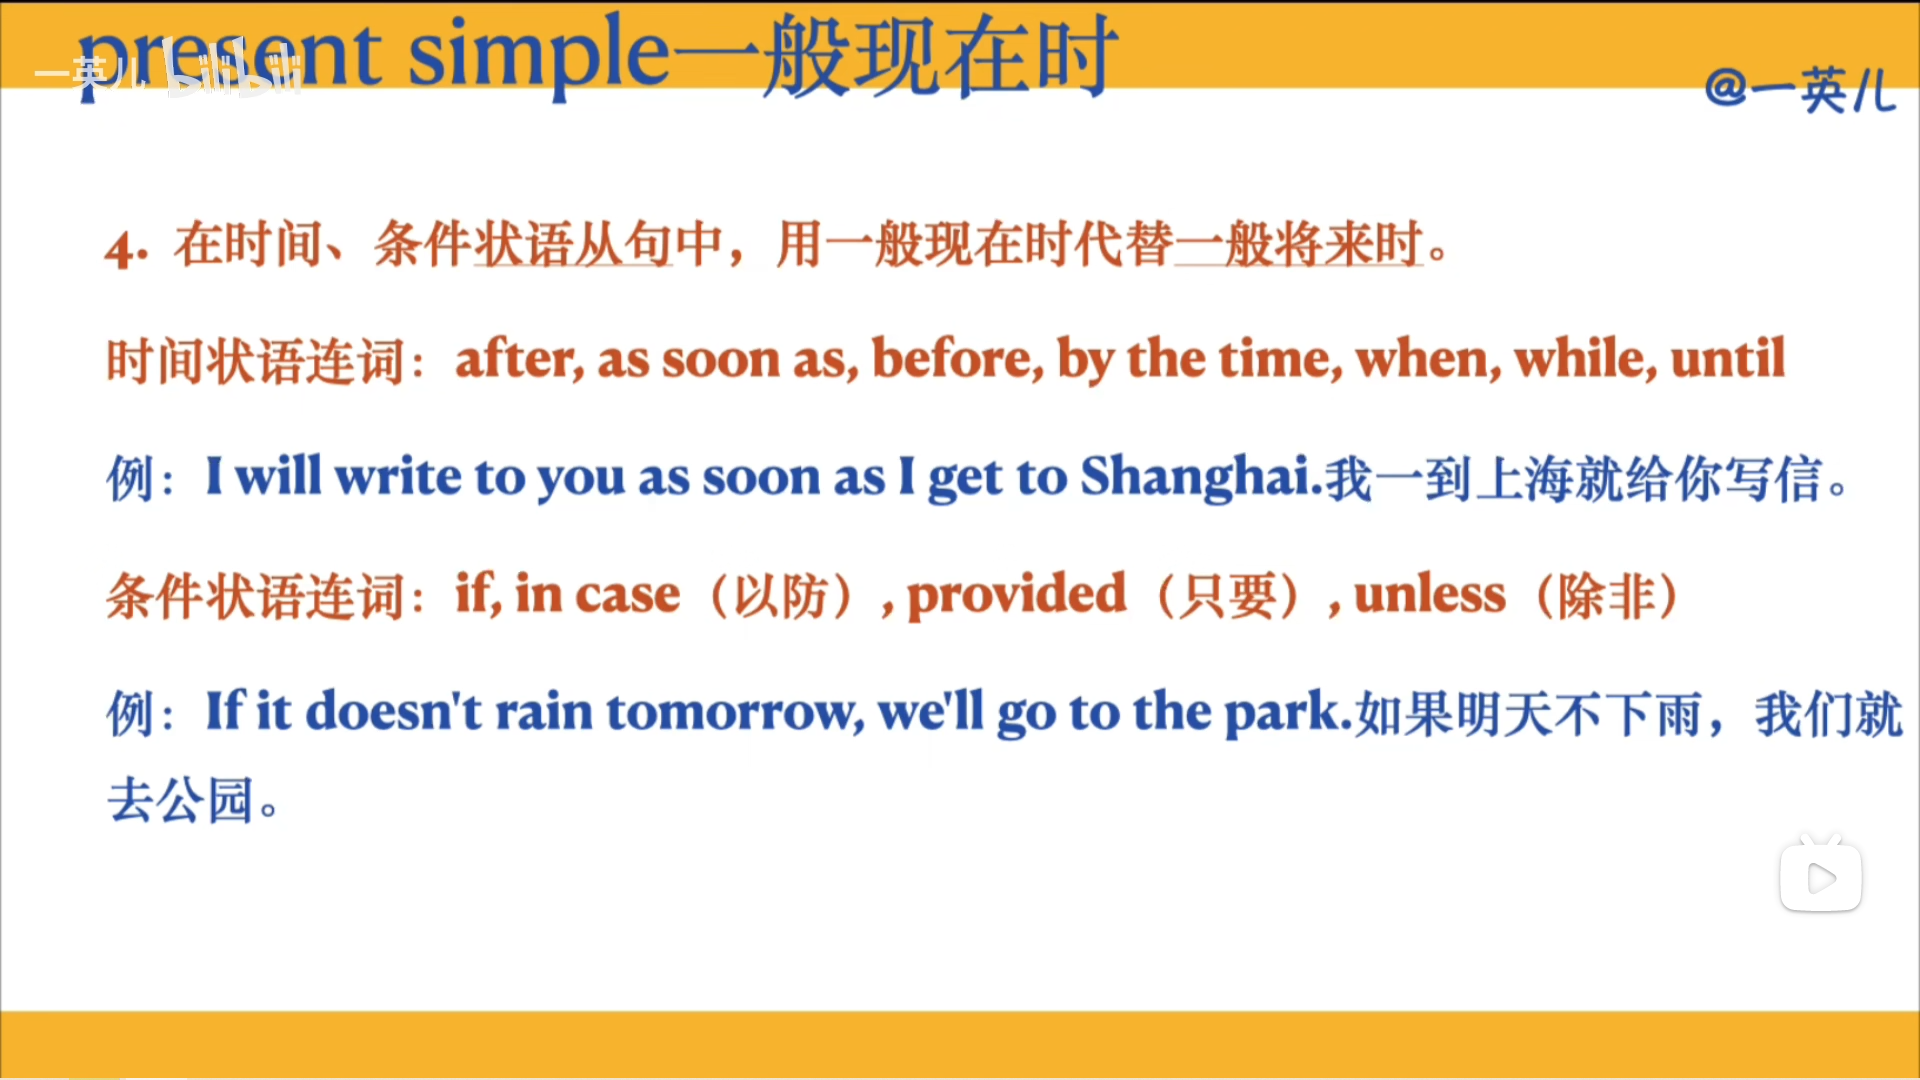 present simple一般现在时
一英儿 bilibili
@一英儿
4. 在时间、条件状语从句中，用一般现在时代替一般将来时。
时间状语连词：after, as soon as, before, by the time, when, while, until
例：I will write to you as soon as I get to Shanghai.我一到上海就给你写信。
条件状语连词：if, in case（以防）, provided（只要）, unless（除非）
例：If it doesn't rain tomorrow, we'll go to the park.如果明天不下雨，我们就
去公园。